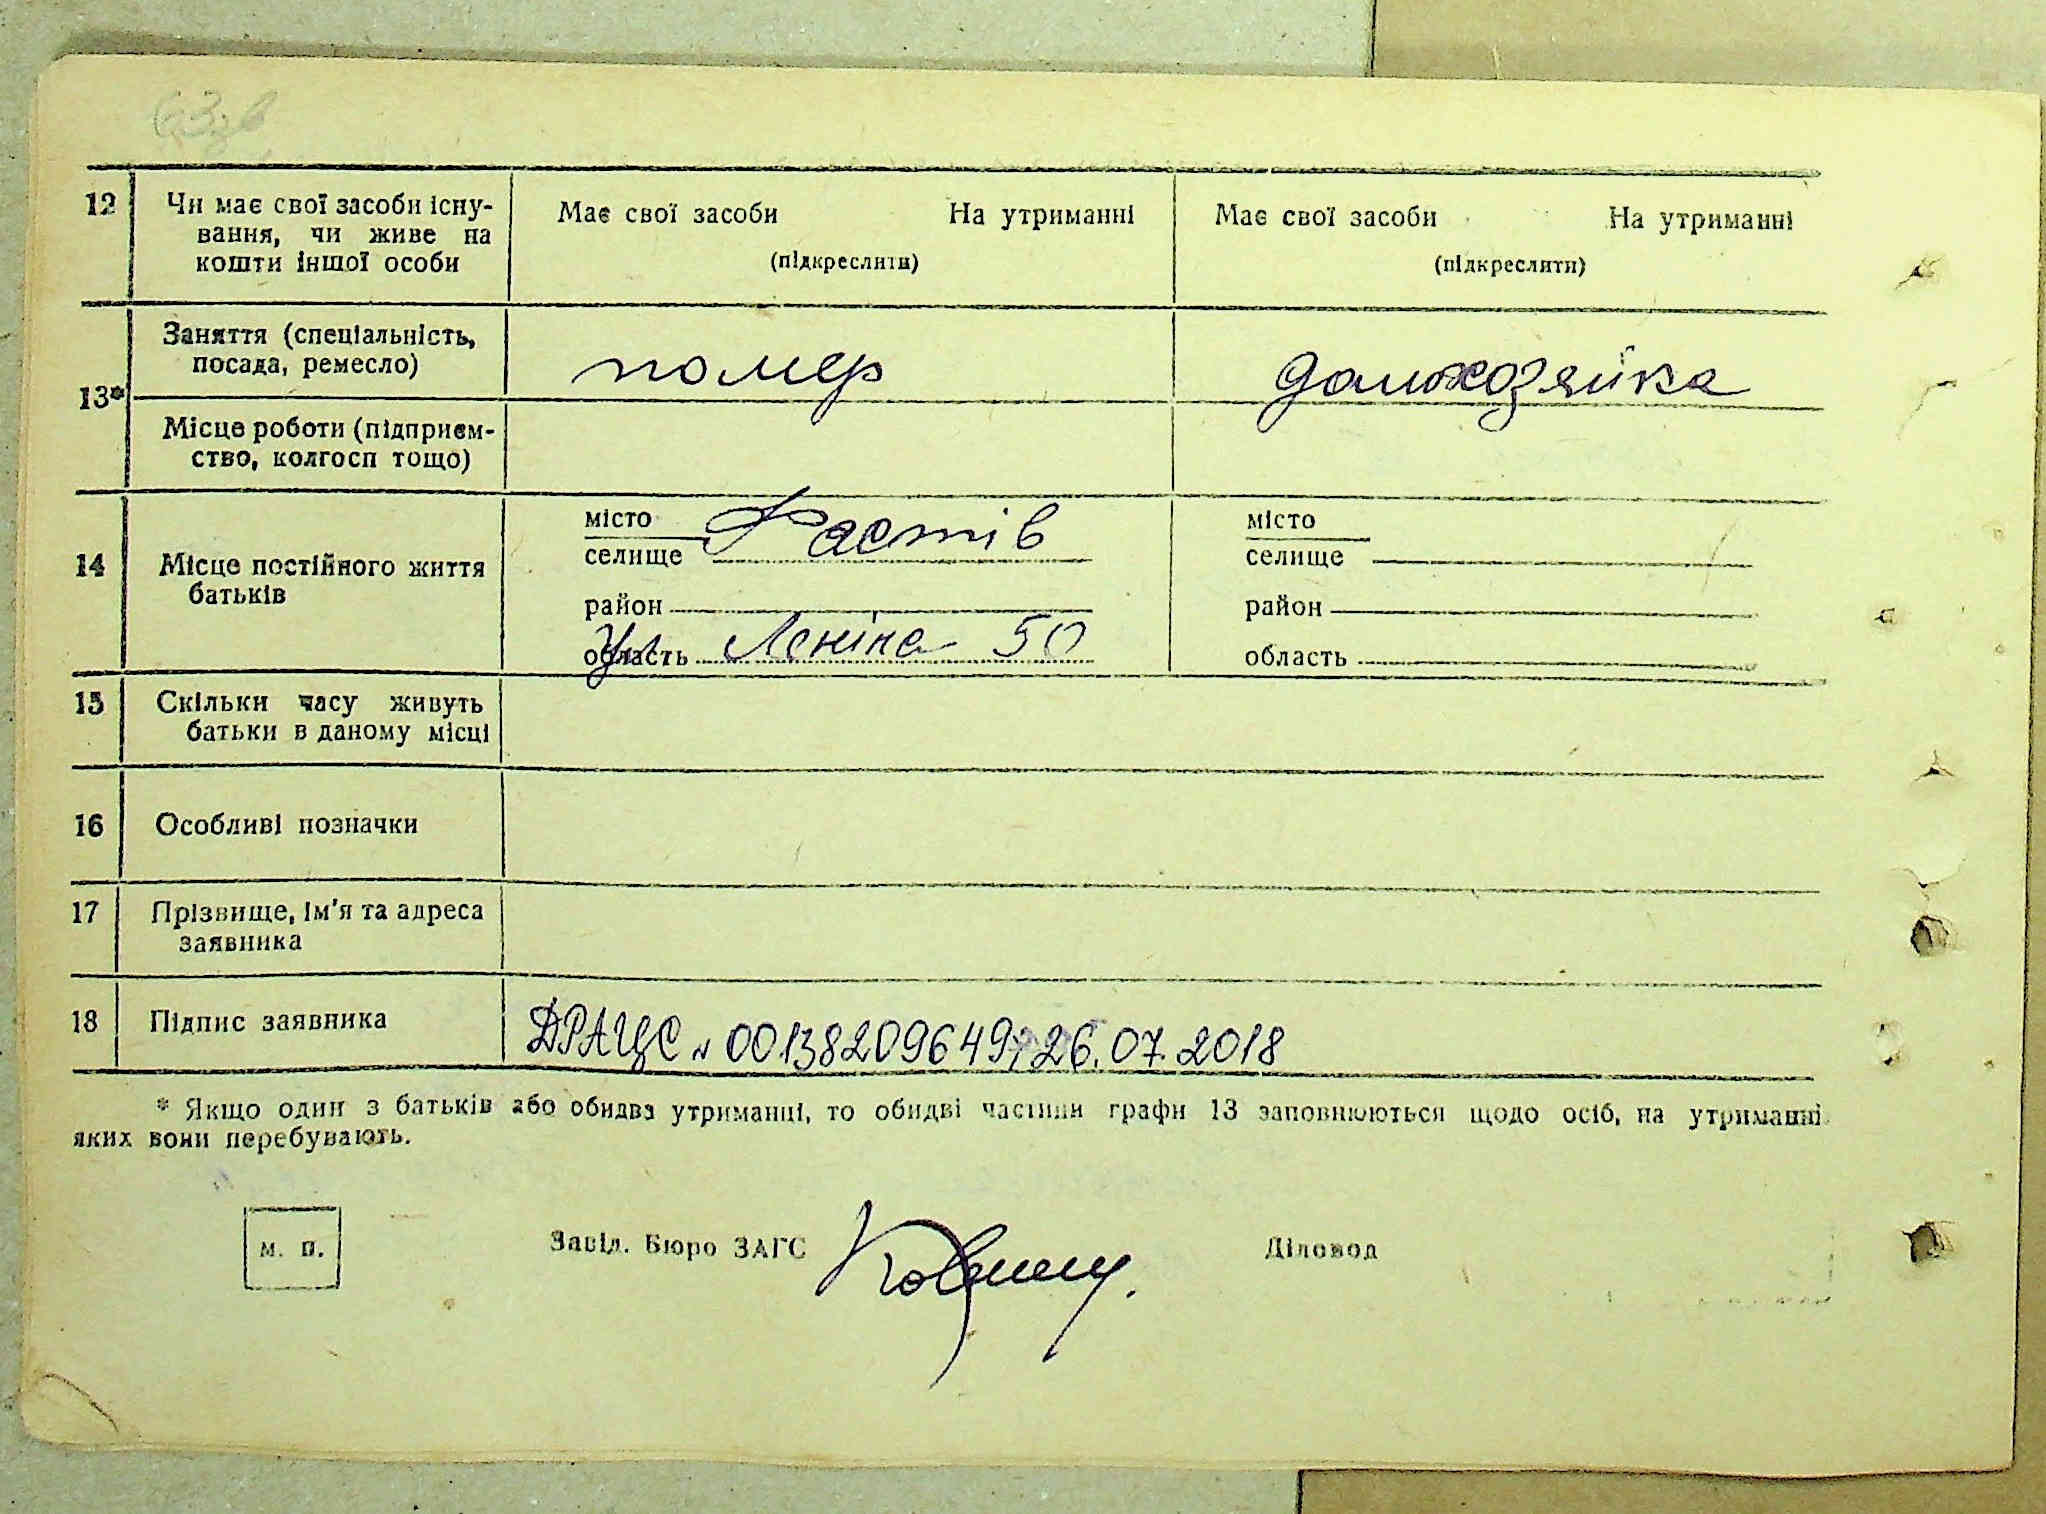 63
12 Чи має свої засоби існу- Має свої засоби На утриманні Має свої засоби На утриманні
вання, чи живе на
кошти іншої особи (підкреслити) (підкреслити)
Заняття (спеціальність,
посада, ремесло) помер домохозяйка
13*
Місце роботи (підприєм-
ство, колгосп тощо)
місто Фастів місто
14 Місце постійного життя селище селище
батьків
район район
ул Леніна 50
область область
15 Скільки часу живуть
батьки в даному місці
16 Особливі позначки
17 Прізвище, ім'я та адреса
заявника
18 Підпис заявника ДРАЦС № 00138209649; 26.07.2018
* Якщо один з батьків або обидва утриманці, то обидві частини графи 13 заповнюються щодо осіб, на утриманні
яких вони перебувають.
м. п. Завід. Бюро ЗАГС Діловод